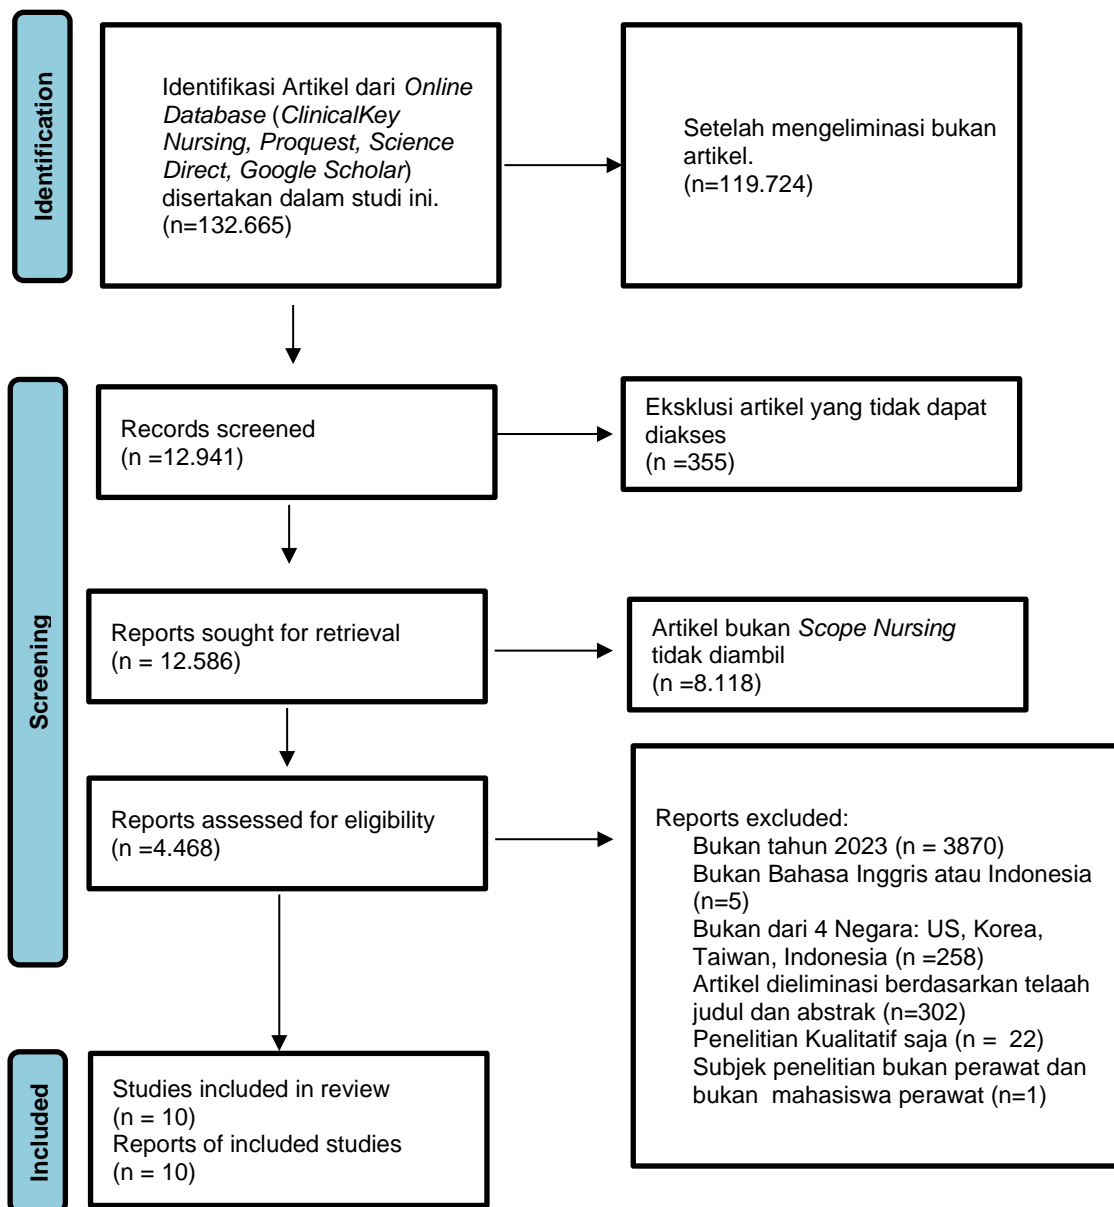 Identification
Identifikasi Artikel dari Online
Database (ClinicalKey
Nursing, Proquest, Science
Direct, Google Scholar)
disertakan dalam studi ini.
(n=132.665)
Setelah mengeliminasi bukan
artikel.
(n=119.724)
Screening
Records screened
(n =12.941)
Eksklusi artikel yang tidak dapat
diakses
(n =355)
Reports sought for retrieval
(n = 12.586)
Artikel bukan Scope Nursing
tidak diambil
(n =8.118)
Reports assessed for eligibility
(n =4.468)
Reports excluded:
Bukan tahun 2023 (n = 3870)
Bukan Bahasa Inggris atau Indonesia
(n=5)
Bukan dari 4 Negara: US, Korea,
Taiwan, Indonesia (n =258)
Artikel dieliminasi berdasarkan telaah
judul dan abstrak (n=302)
Penelitian Kualitatif saja (n =  22)
Subjek penelitian bukan perawat dan
bukan  mahasiswa perawat (n=1)
Included
Studies included in review
(n = 10)
Reports of included studies
(n = 10)